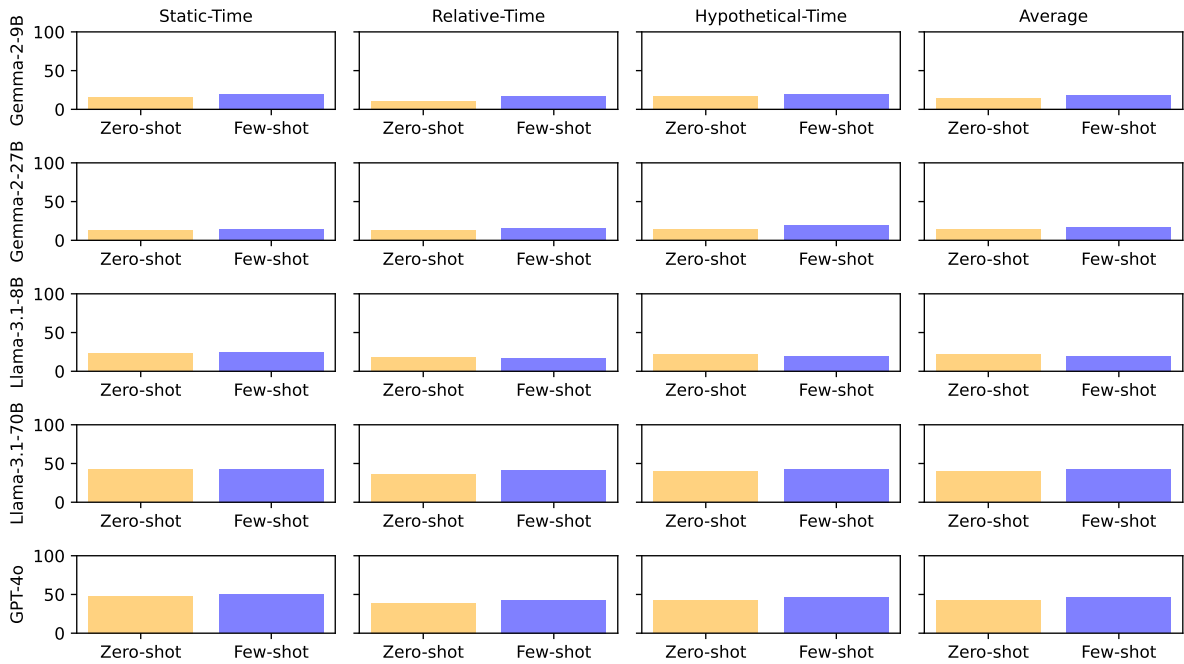 Static-Time Relative-Time Hypothetical-Time Average
Gemma-2-9B
100
50
0
Zero-shot Few-shot Zero-shot Few-shot Zero-shot Few-shot Zero-shot Few-shot
Gemma-2-27B
100
50
0
Zero-shot Few-shot Zero-shot Few-shot Zero-shot Few-shot Zero-shot Few-shot
Llama-3.1-8B
100
50
0
Zero-shot Few-shot Zero-shot Few-shot Zero-shot Few-shot Zero-shot Few-shot
Llama-3.1-70B
100
50
0
Zero-shot Few-shot Zero-shot Few-shot Zero-shot Few-shot Zero-shot Few-shot
GPT-4o
100
50
0
Zero-shot Few-shot Zero-shot Few-shot Zero-shot Few-shot Zero-shot Few-shot